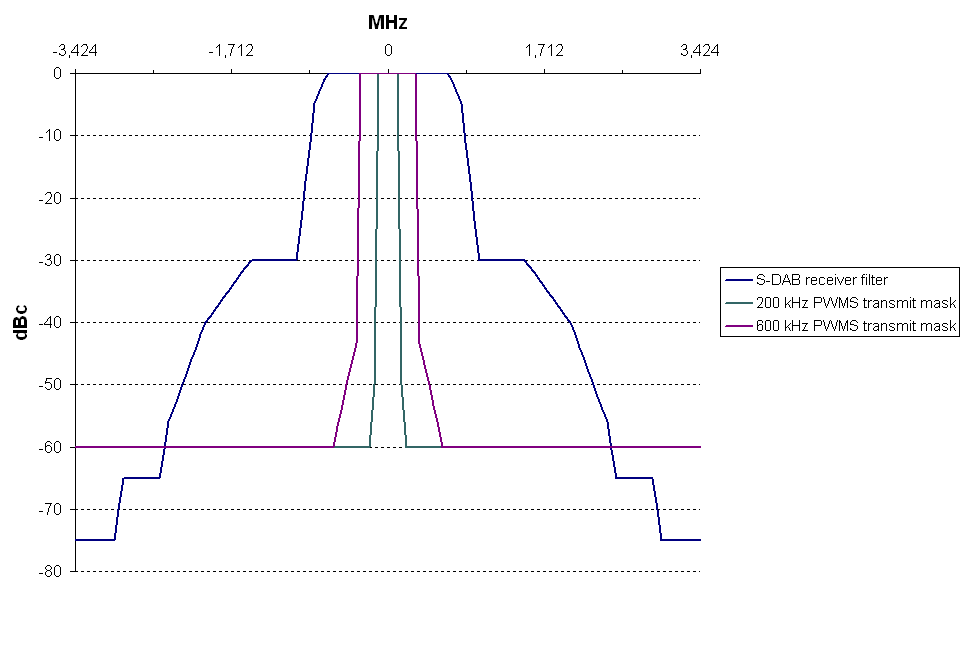 MHz
-3,424 -1,712 0 1,712 3,424
0
-10
-20
-30
-40
-50
-60
-70
-80
dBc
S-DAB receiver filter
200 kHz PWMS transmit mask
600 kHz PWMS transmit mask